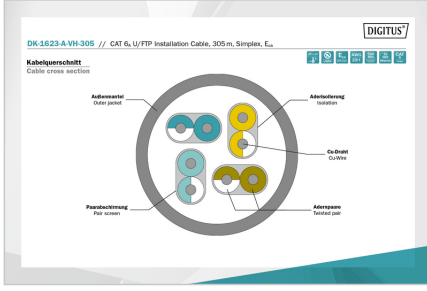 DIGITUS®
DK-1623-A-VH-305 // CAT 6A U/FTP Installation Cable, 305 m, Simplex, Eca
Kabelquerschnitt
Cable cross section
Außenmantel
Outer jacket
Aderisolierung
Isolation
Cu-Draht
Cu-Wire
Paarabschirmung
Pair screen
Aderpaare
Twisted pair